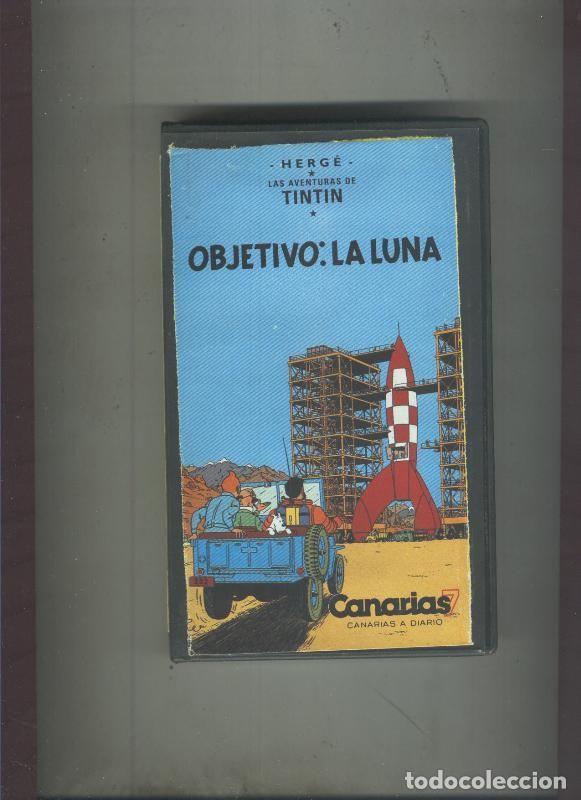 - HERGÉ -
LAS AVENTURAS DE
TINTIN
OBJETIVO: LA LUNA
Canarias7
CANARIAS A DIARIO
todocoleccion